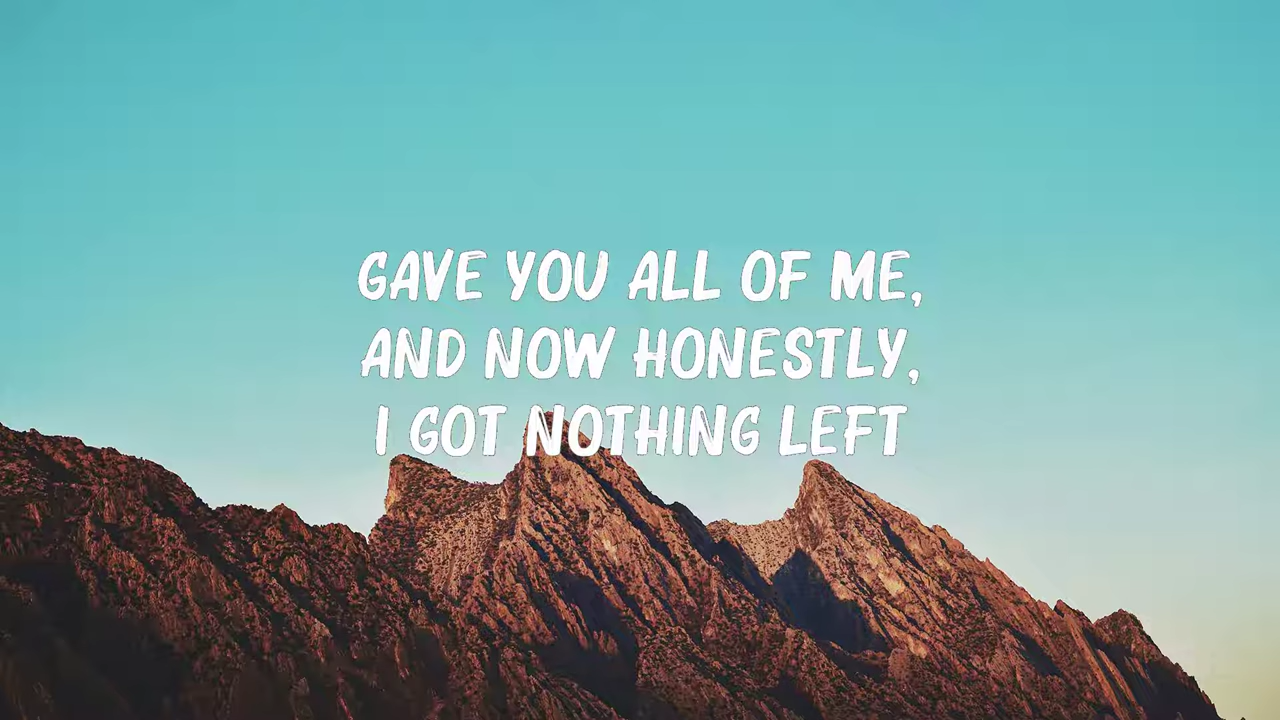 GAVE YOU ALL OF ME,
AND NOW HONESTLY,
I GOT NOTHING LEFT